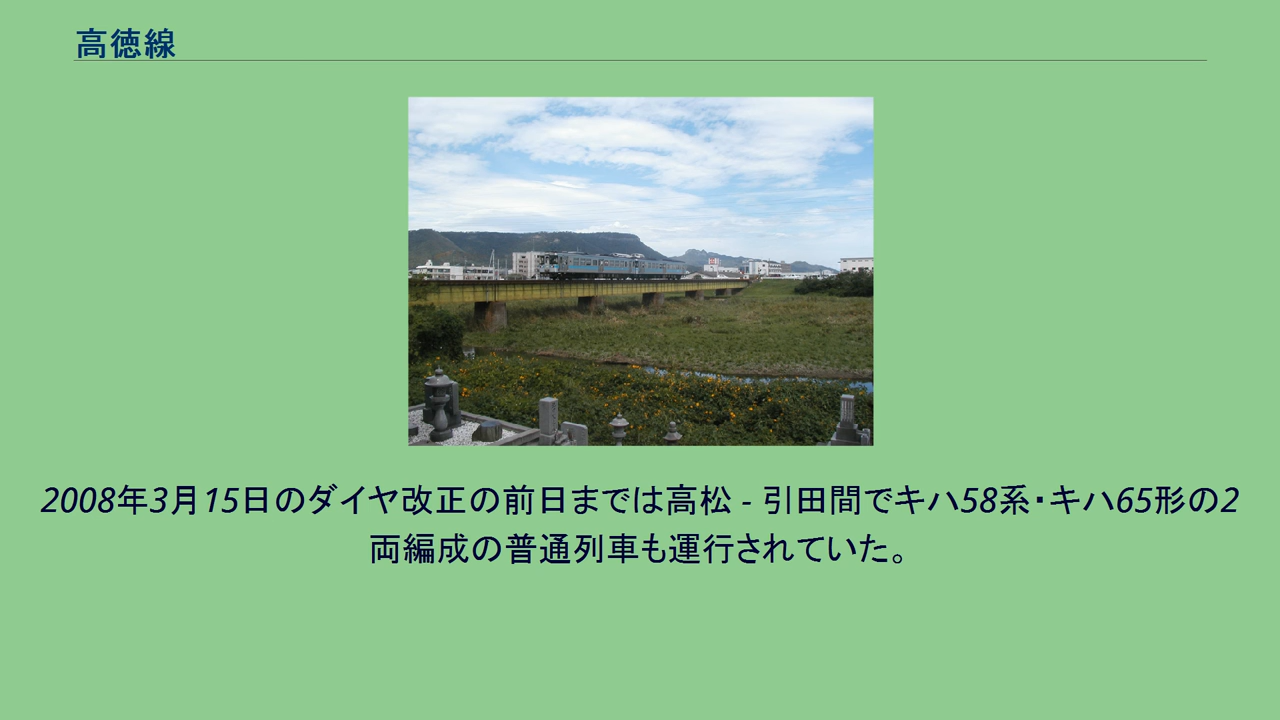 高徳線
2008年3月15日のダイヤ改正の前日までは高松 - 引田間でキハ58系・キハ65形の2
両編成の普通列車も運行されていた。